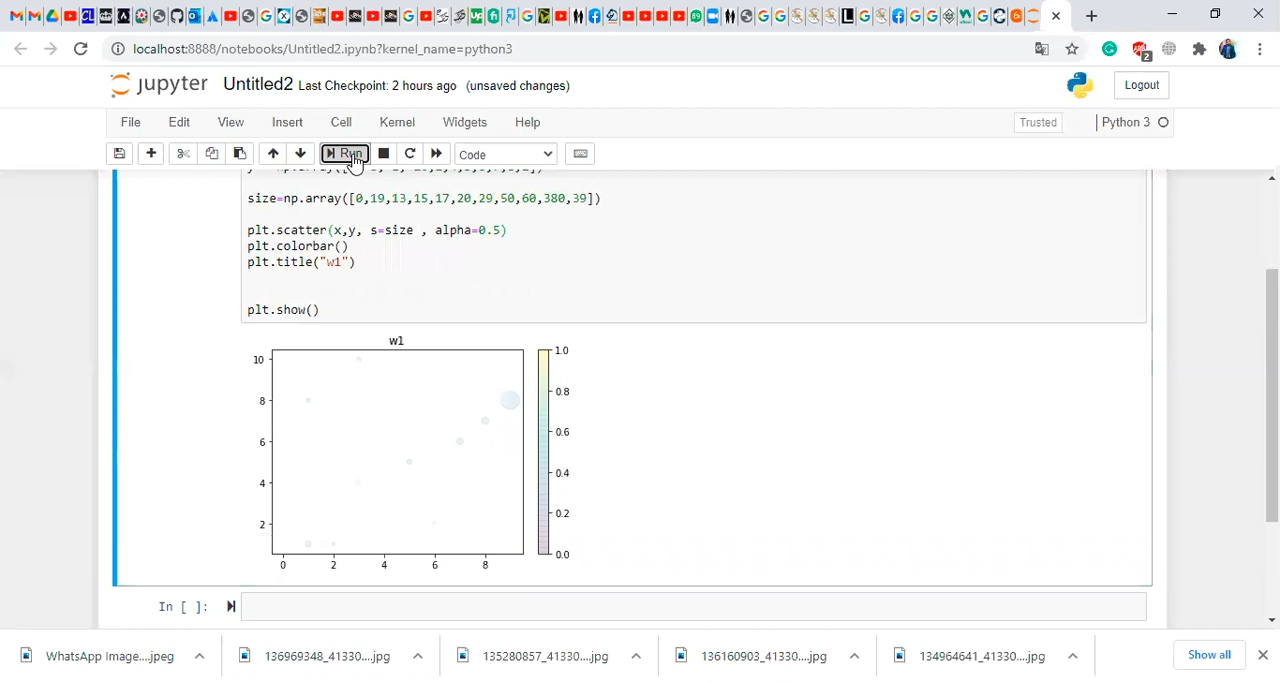 localhost:8888/notebooks/Untitled2.ipynb?kernel_name=python3
2
jupyter Untitled2 Last Checkpoint: 2 hours ago (unsaved changes)
Logout
File Edit View Insert Cell Kernel Widgets Help
Trusted
Python 3
Run
Code
size=np.array([0,19,13,15,17,20,29,50,60,380,39])
plt.scatter(x,y, s=size , alpha=0.5)
plt.colorbar()
plt.title("w1")
plt.show()
w1
10
8
6
4
2
0 2 4 6 8
1.0
0.8
0.6
0.4
0.2
0.0
In [ ]:
WhatsApp Image....jpeg
136969348_41330....jpg
135280857_41330....jpg
136160903_41330....jpg
134964641_41330....jpg
Show all